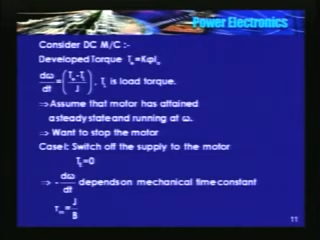 Power Electronics
Consider DC M/C :-
Developed Torque Te=KφIa
dω/dt=(Te-TL/J), TL is load torque.
⇒Assume that motor has attained
a steady state and running at ω.
⇒ Want to stop the motor
Case I: Switch off the supply to the motor
Te=0
⇒ -dω/dt depends on mechanical time constant
τm=J/B
11